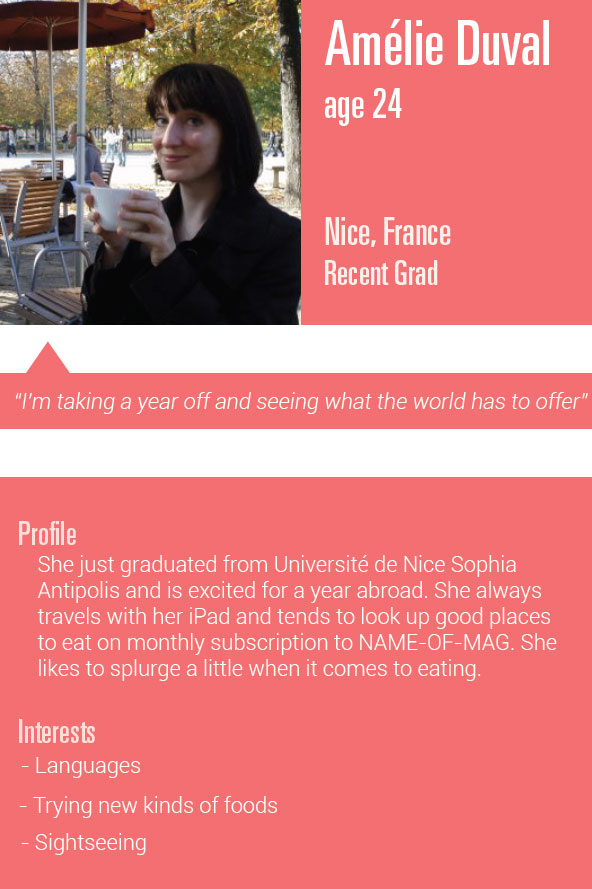 Amélie Duval
age 24
Nice, France
Recent Grad
“I’m taking a year off and seeing what the world has to offer”
Profile
She just graduated from Université de Nice Sophia
Antipolis and is excited for a year abroad. She always
travels with her iPad and tends to look up good places
to eat on monthly subscription to NAME-OF-MAG. She
likes to splurge a little when it comes to eating.
Interests
- Languages
- Trying new kinds of foods
- Sightseeing